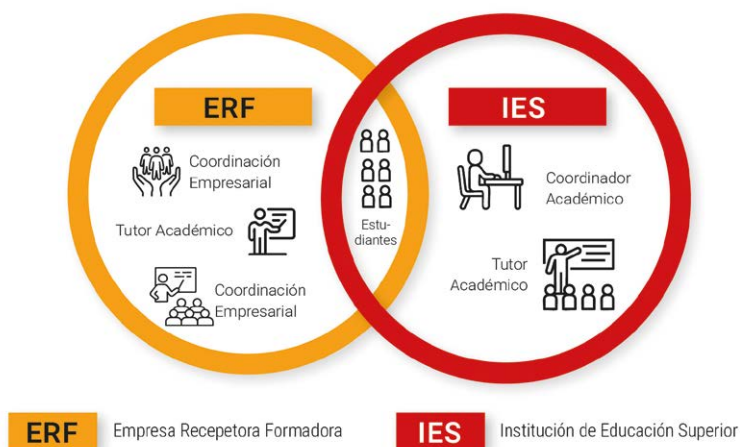 ERF
Coordinación
Empresarial
Tutor Académico
Coordinación
Empresarial
Estu-
diantes
IES
Coordinador
Académico
Tutor
Académico
ERF Empresa Recepetora Formadora
IES Institución de Educación Superior